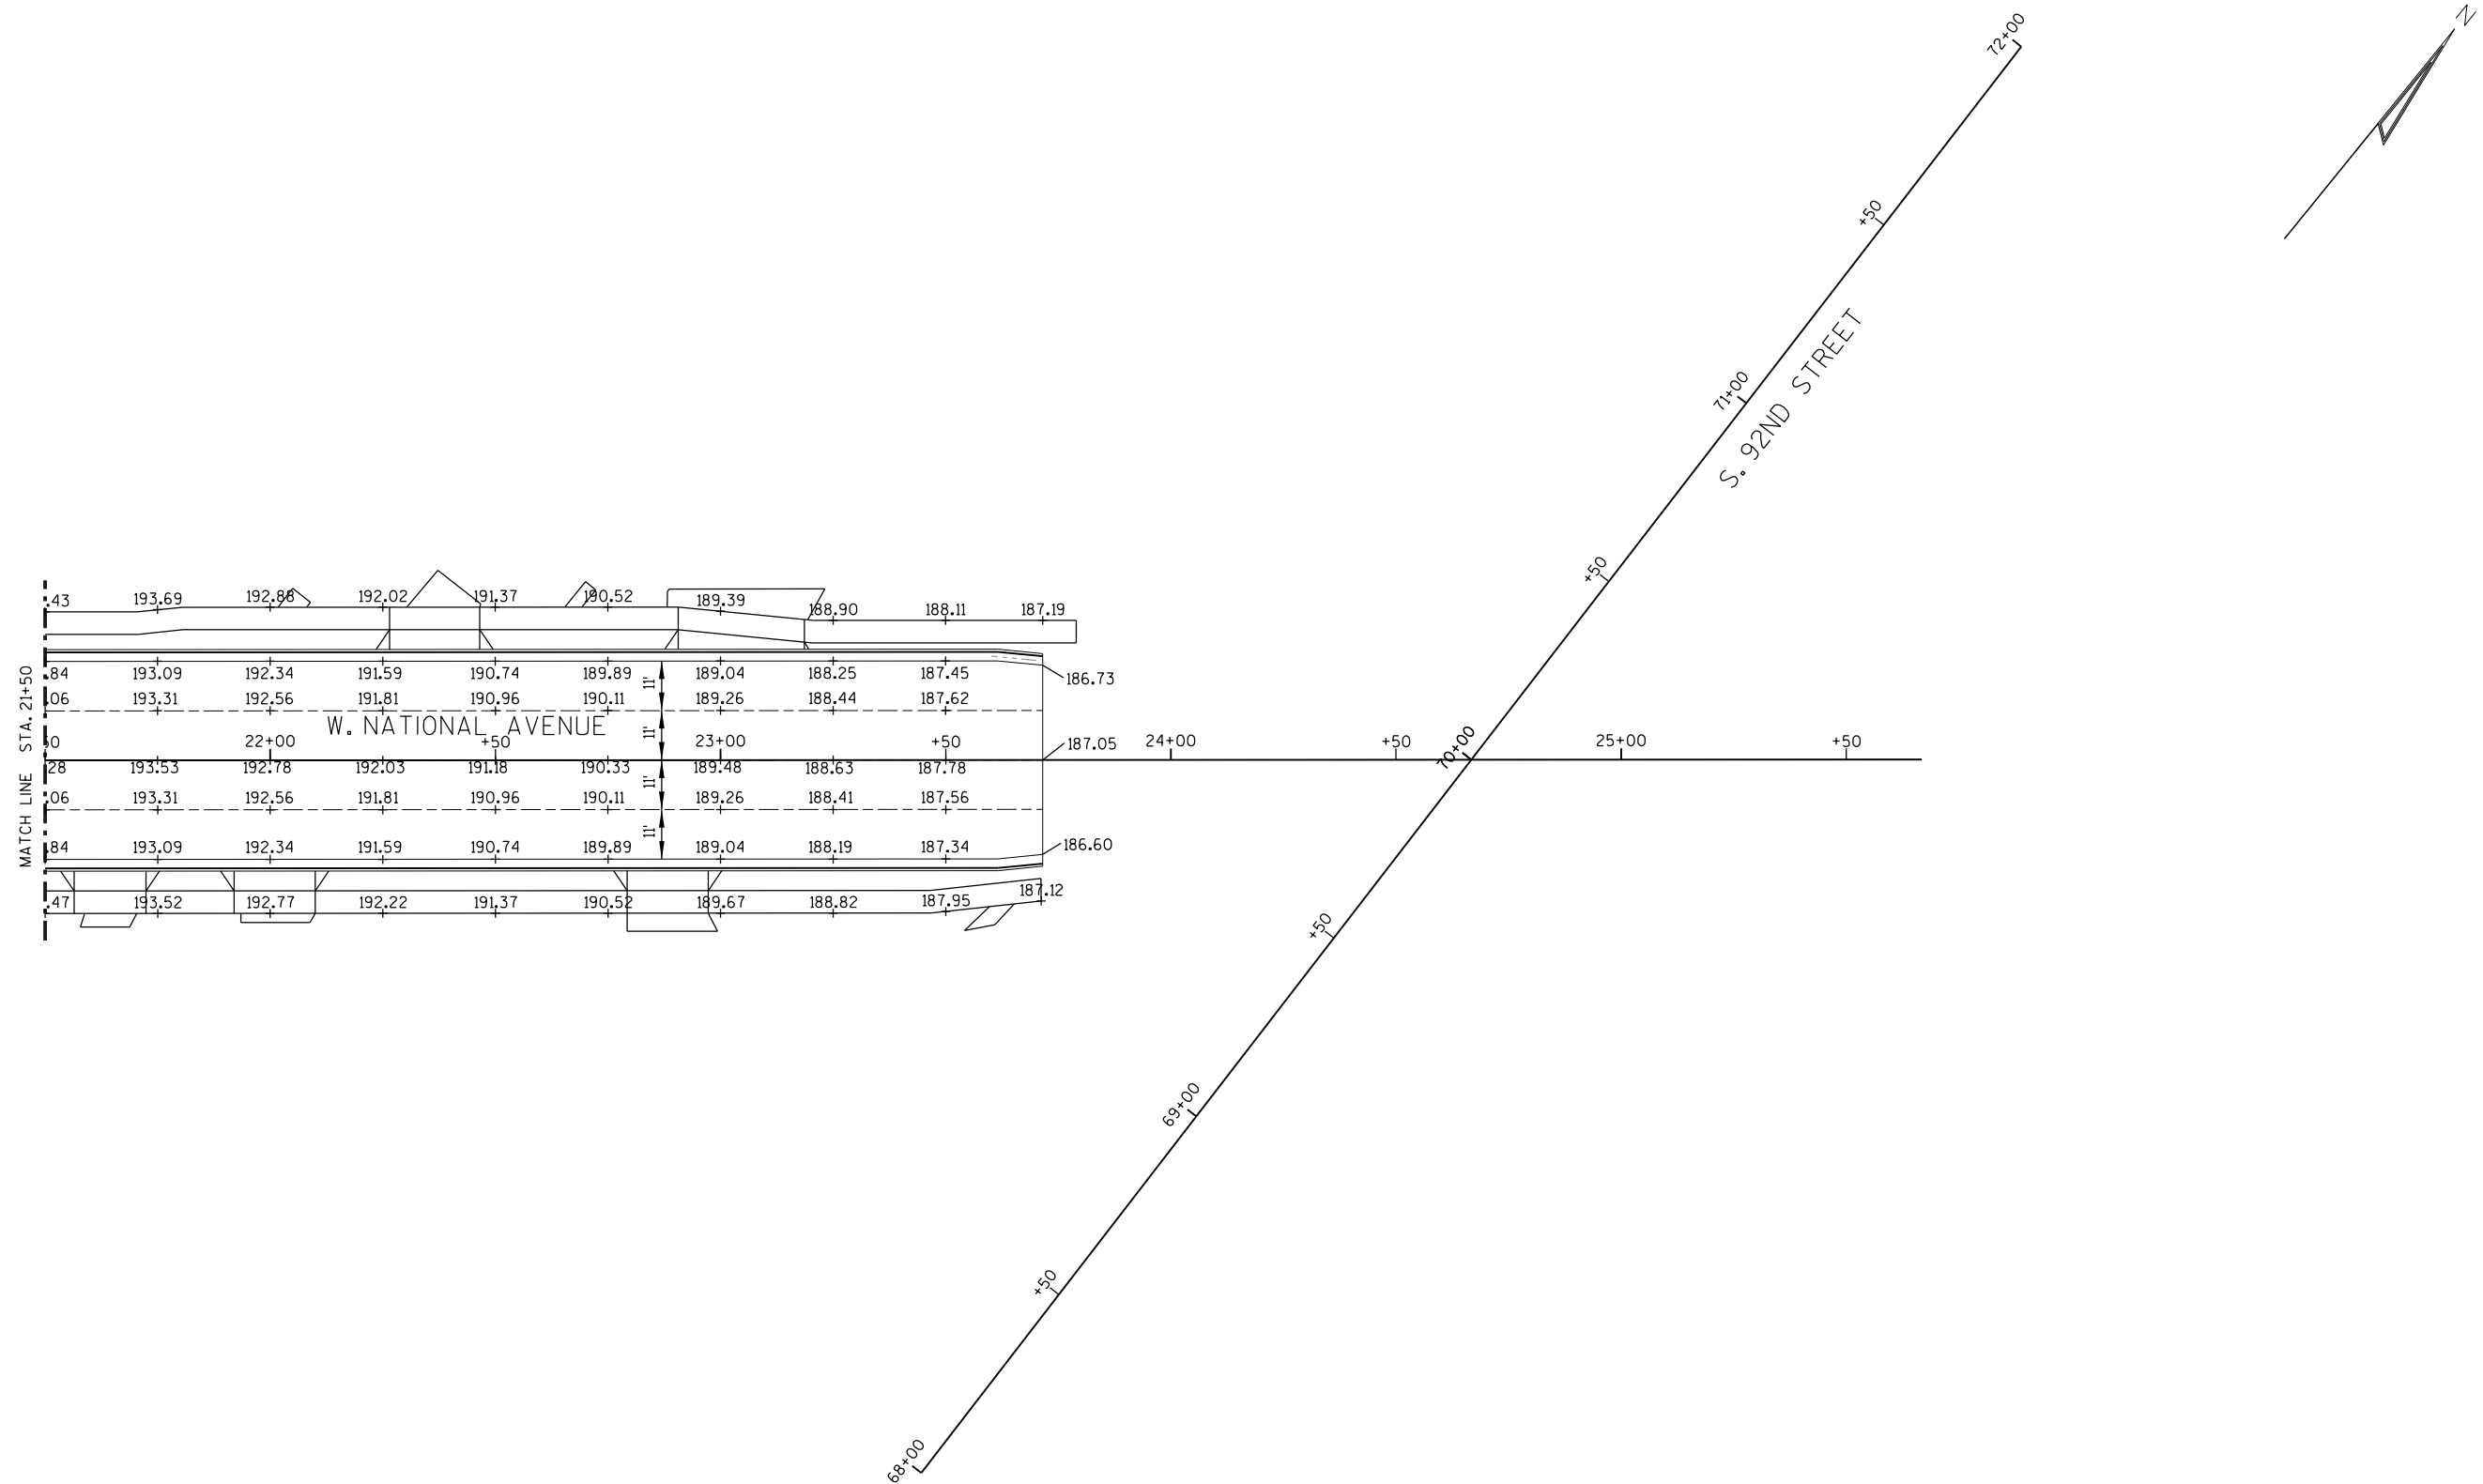 N
72+00
+50
S. 92ND STREET
71+00
+50
.43 193.69 192.88 192.02 191.37 190.52 189.39 188.90 188.11 187.19
.84 193.09 192.34 191.59 190.74 189.89 189.04 188.25 187.45 186.73
11'
.06 193.31 192.56 191.81 190.96 190.11 189.26 188.44 187.62
MATCH LINE STA. 21+50
W. NATIONAL AVENUE
11'
50 22+00 +50 23+00 +50 187.05 24+00 +50 70+00 25+00 +50
28 193.53 192.78 192.03 191.18 190.33 189.48 188.63 187.78
11'
.06 193.31 192.56 191.81 190.96 190.11 189.26 188.41 187.56
11'
.84 193.09 192.34 191.59 190.74 189.89 189.04 188.19 187.34 186.60
.47 193.52 192.77 192.22 191.37 190.52 189.67 188.82 187.95 187.12
+50
69+00
+50
68+00